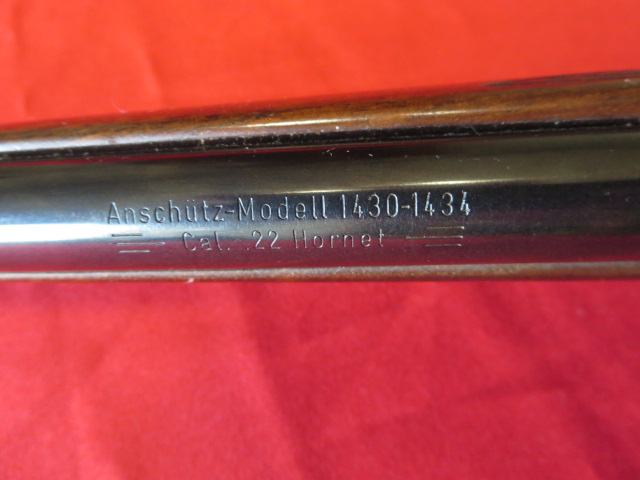 Anschütz-Modell 1430-1434
Cal. .22 Hornet